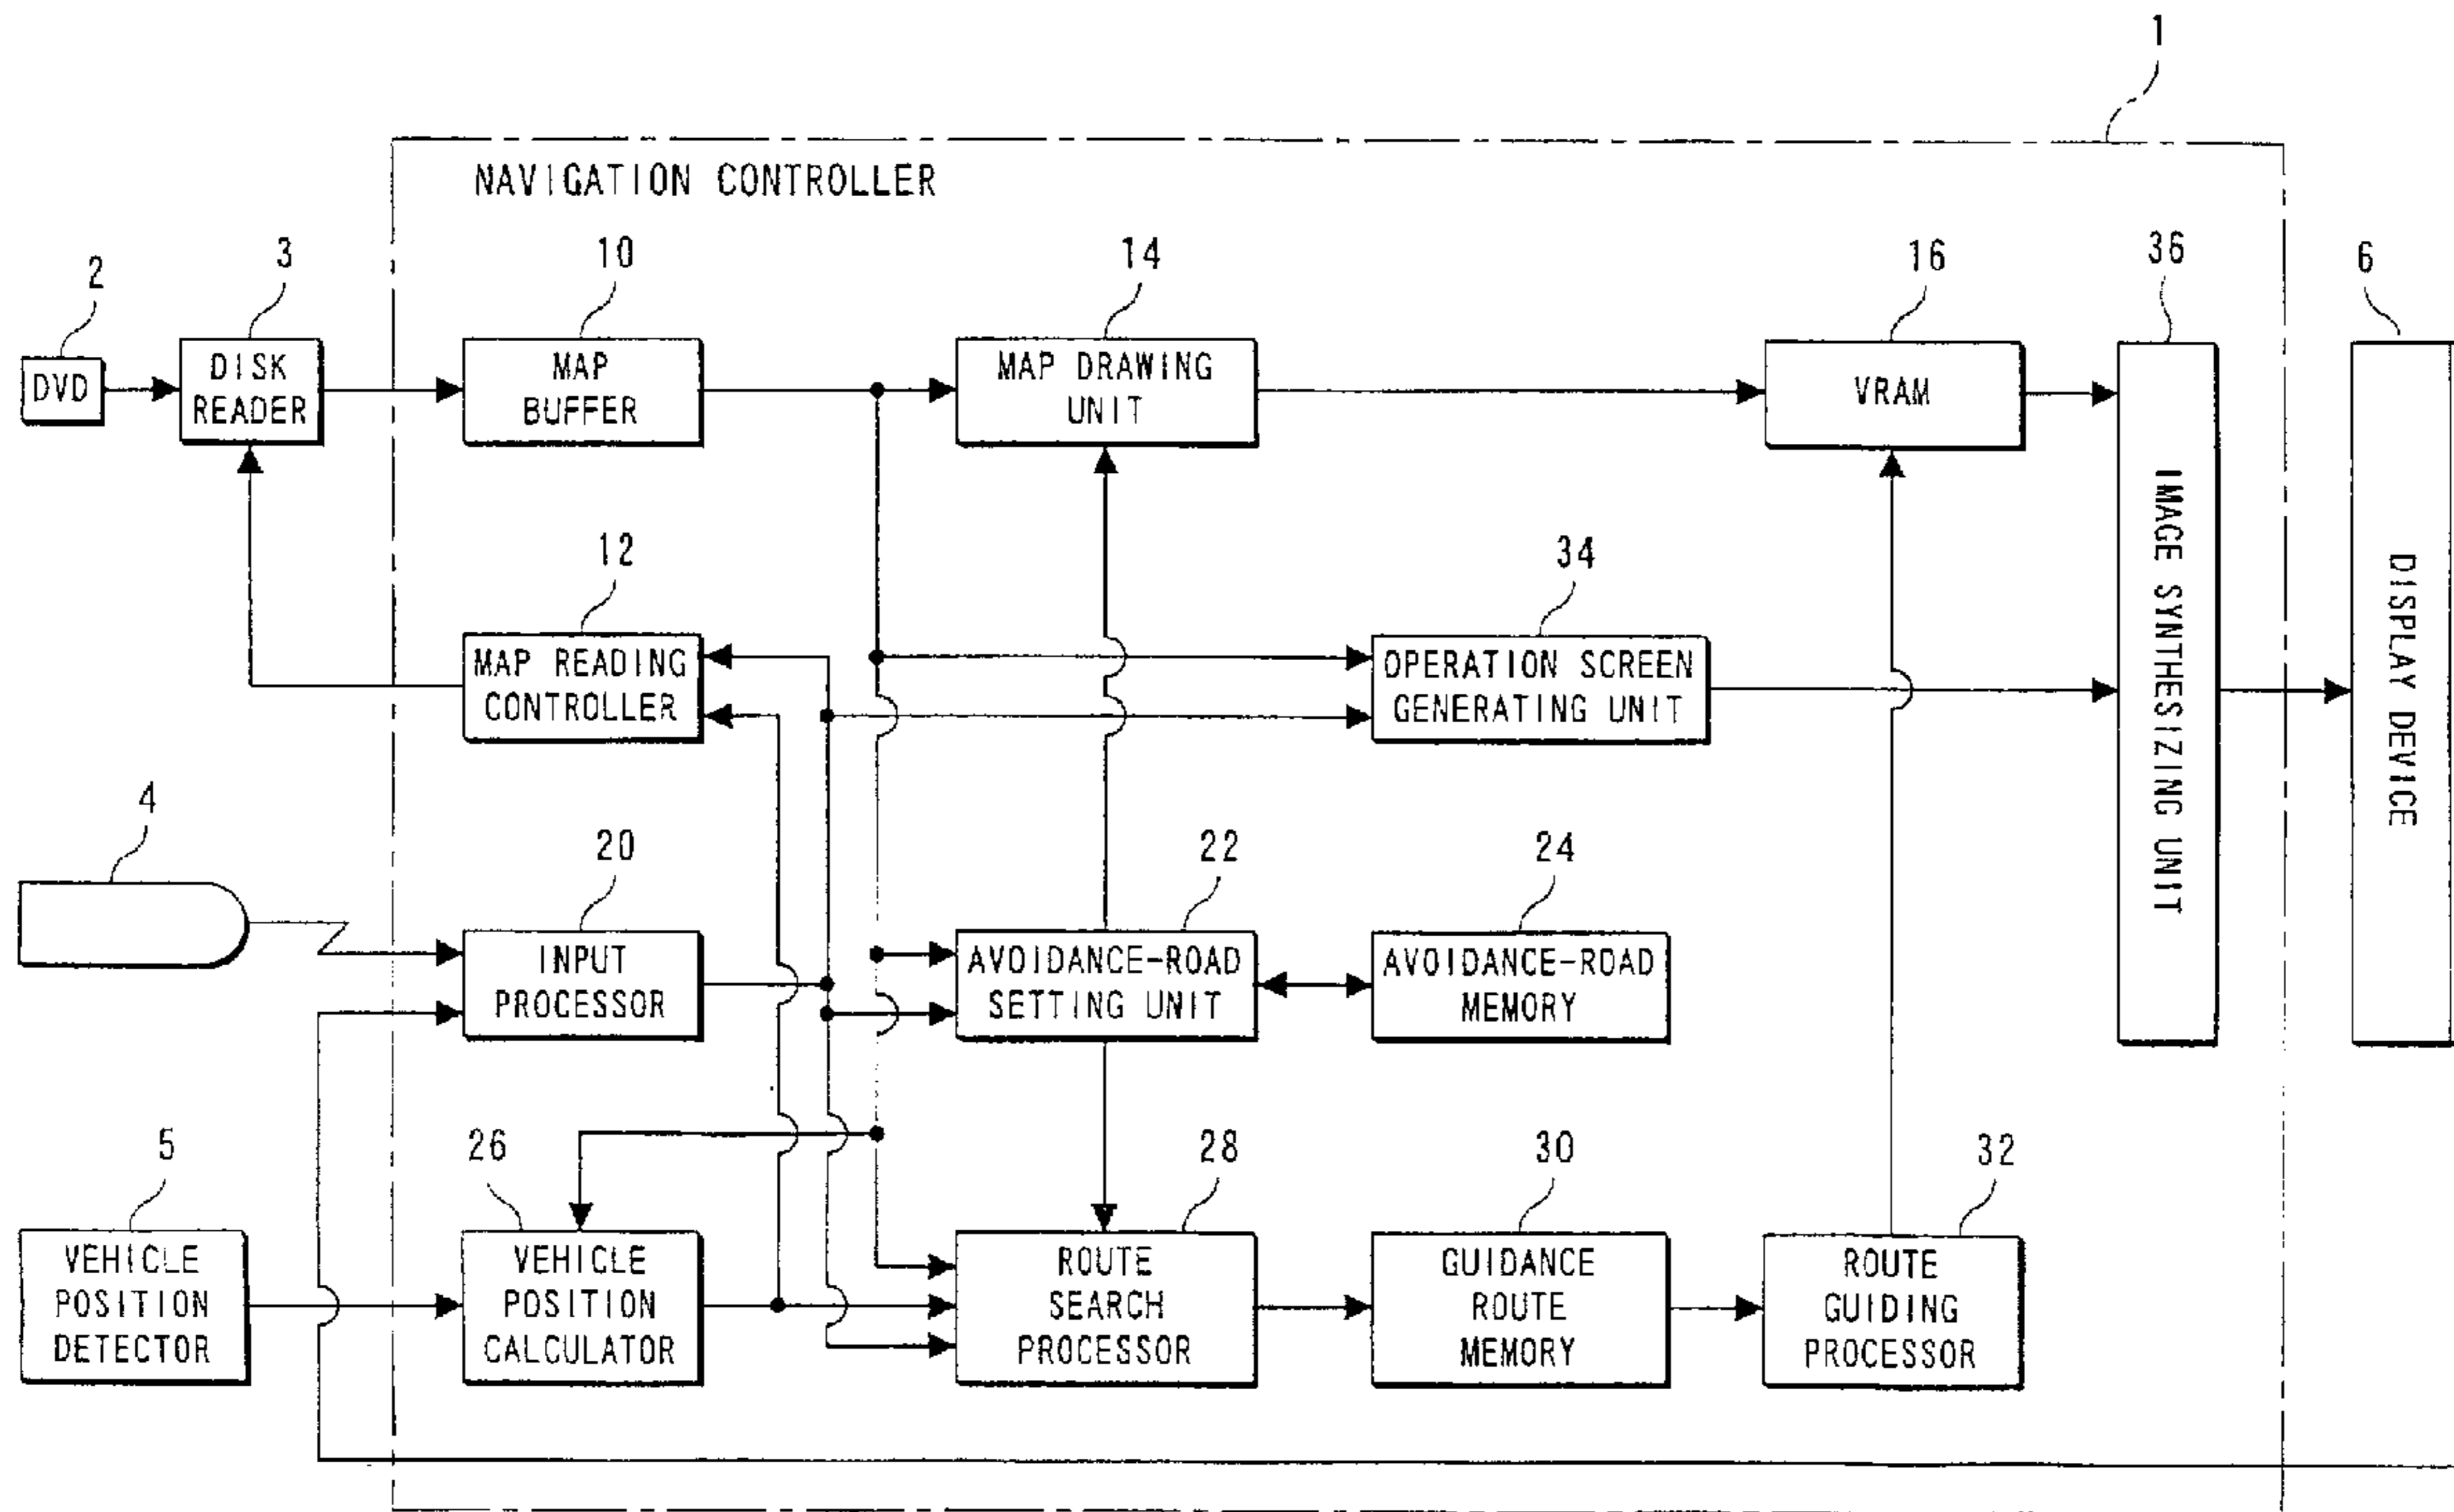 1
NAVIGATION CONTROLLER
2
3
10
14
16
36
6
DVD
DISK
READER
MAP
BUFFER
MAP DRAWING
UNIT
VRAM
IMAGE SYNTHESIZING UNIT
DISPLAY DEVICE
12
34
MAP READING
CONTROLLER
OPERATION SCREEN
GENERATING UNIT
4
20
22
24
INPUT
PROCESSOR
AVOIDANCE-ROAD
SETTING UNIT
AVOIDANCE-ROAD
MEMORY
5
26
28
30
32
VEHICLE
POSITION
DETECTOR
VEHICLE
POSITION
CALCULATOR
ROUTE
SEARCH
PROCESSOR
GUIDANCE
ROUTE
MEMORY
ROUTE
GUIDING
PROCESSOR